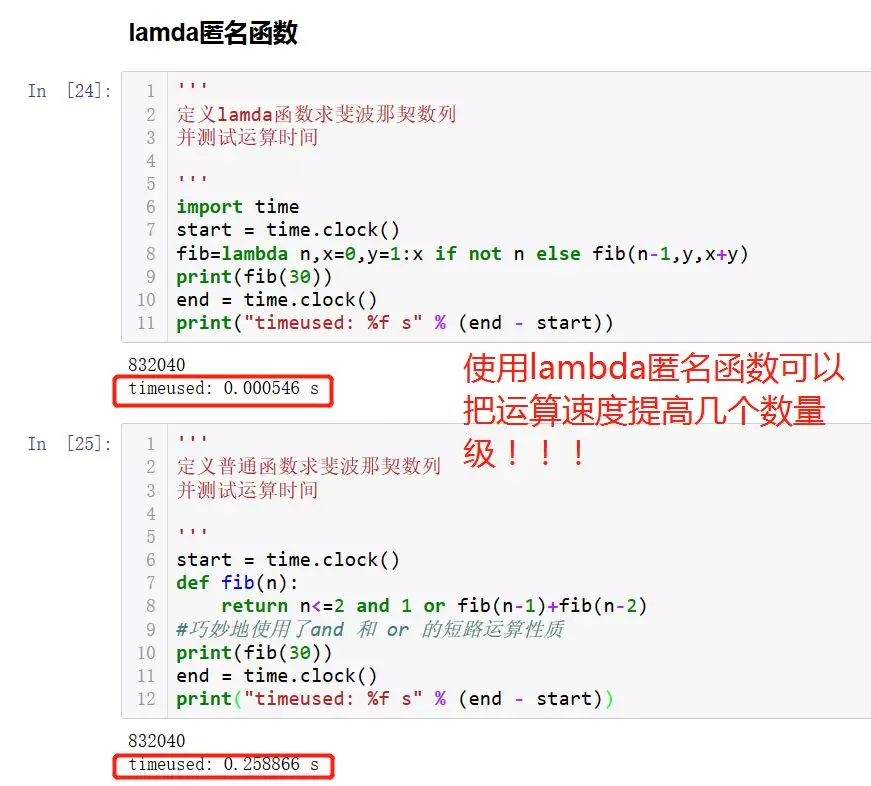 lamda匿名函数
In [24]:
1 '''
2 定义lamda函数求斐波那契数列
3 并测试运算时间
4
5 '''
6 import time
7 start = time.clock()
8 fib=lambda n,x=0,y=1:x if not n else fib(n-1,y,x+y)
9 print(fib(30))
10 end = time.clock()
11 print("timeused: %f s" % (end - start))
832040
timeused: 0.000546 s
使用lambda匿名函数可以
把运算速度提高几个数量
级！！！
In [25]:
1 '''
2 定义普通函数求斐波那契数列
3 并测试运算时间
4
5 '''
6 start = time.clock()
7 def fib(n):
8 return n<=2 and 1 or fib(n-1)+fib(n-2)
9 #巧妙地使用了and 和 or 的短路运算性质
10 print(fib(30))
11 end = time.clock()
12 print("timeused: %f s" % (end - start))
832040
timeused: 0.258866 s